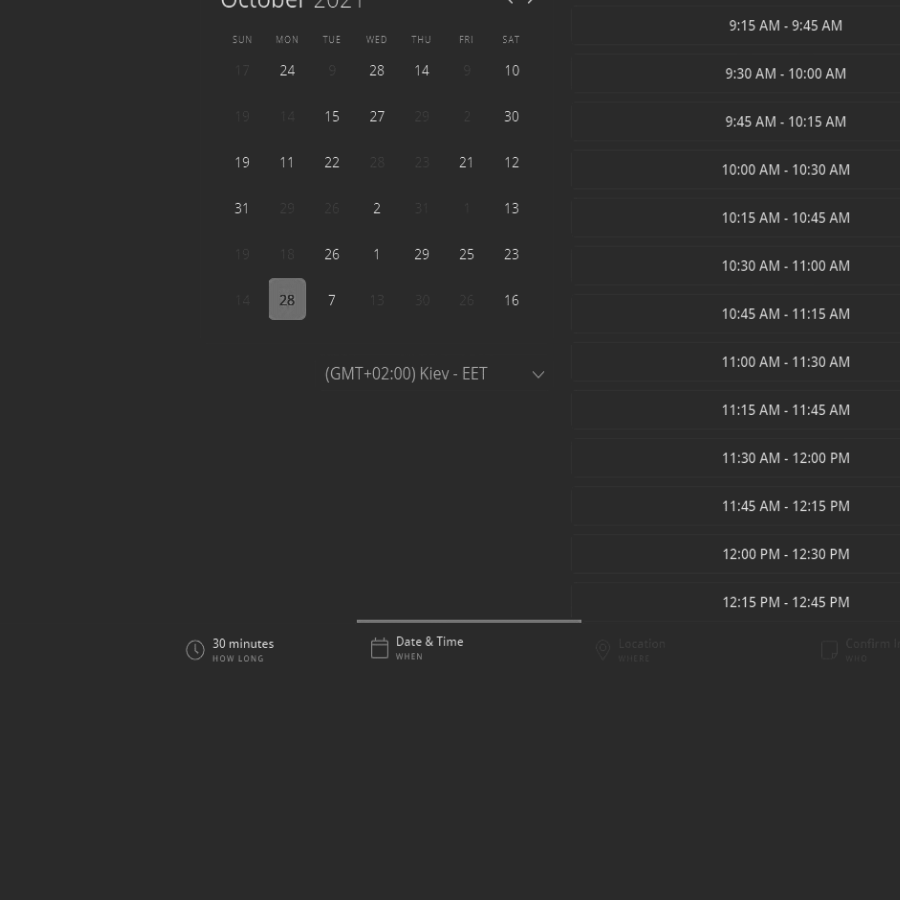 October 2021
SUN MON TUE WED THU FRI SAT
17 24 9 28 14 9 10
19 14 15 27 29 2 30
19 11 22 28 23 21 12
31 29 26 2 31 1 13
19 18 26 1 29 25 23
14 28 7 13 30 26 16
(GMT+02:00) Kiev - EET
9:15 AM - 9:45 AM
9:30 AM - 10:00 AM
9:45 AM - 10:15 AM
10:00 AM - 10:30 AM
10:15 AM - 10:45 AM
10:30 AM - 11:00 AM
10:45 AM - 11:15 AM
11:00 AM - 11:30 AM
11:15 AM - 11:45 AM
11:30 AM - 12:00 PM
11:45 AM - 12:15 PM
12:00 PM - 12:30 PM
12:15 PM - 12:45 PM
30 minutes
HOW LONG
Date & Time
WHEN
Location
WHERE
Confirm
WHO